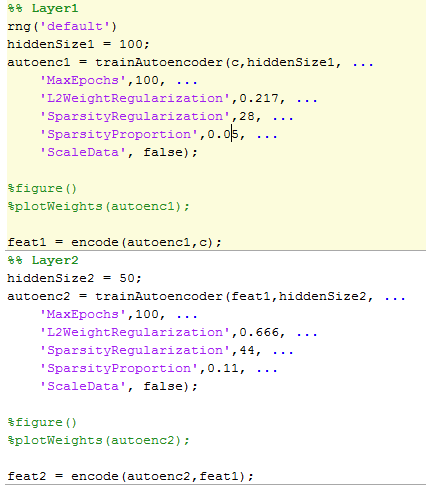 %% Layer1
rng('default')
hiddenSize1 = 100;
autoenc1 = trainAutoencoder(c,hiddenSize1, ...
    'MaxEpochs',100, ...
    'L2WeightRegularization',0.217, ...
    'SparsityRegularization',28, ...
    'SparsityProportion',0.05, ...
    'ScaleData', false);

%figure()
%plotWeights(autoenc1);

feat1 = encode(autoenc1,c);
%% Layer2
hiddenSize2 = 50;
autoenc2 = trainAutoencoder(feat1,hiddenSize2, ...
    'MaxEpochs',100, ...
    'L2WeightRegularization',0.666, ...
    'SparsityRegularization',44, ...
    'SparsityProportion',0.11, ...
    'ScaleData', false);

%figure()
%plotWeights(autoenc2);

feat2 = encode(autoenc2,feat1);